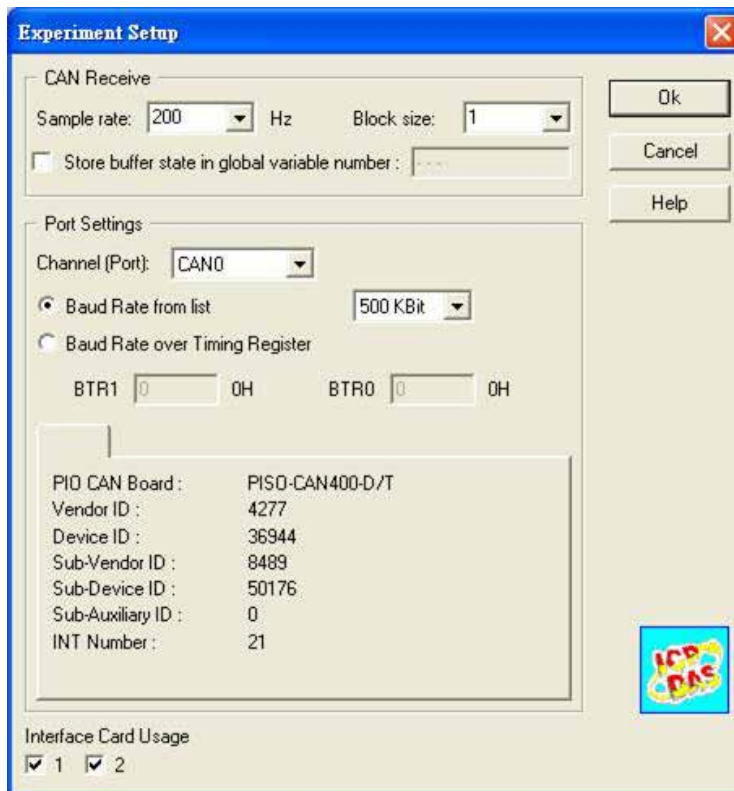 Experiment Setup
CAN Receive
Sample rate: 200 Hz Block size: 1
Store buffer state in global variable number : - - -
Ok
Cancel
Help
Port Settings
Channel (Port): CAN0
Baud Rate from list 500 KBit
Baud Rate over Timing Register
BTR1 0 0H BTR0 0 0H
PIO CAN Board : PISO-CAN400-D/T
Vendor ID : 4277
Device ID : 36944
Sub-Vendor ID : 8489
Sub-Device ID : 50176
Sub-Auxiliary ID : 0
INT Number : 21
ICP
DAS
Interface Card Usage
1 2